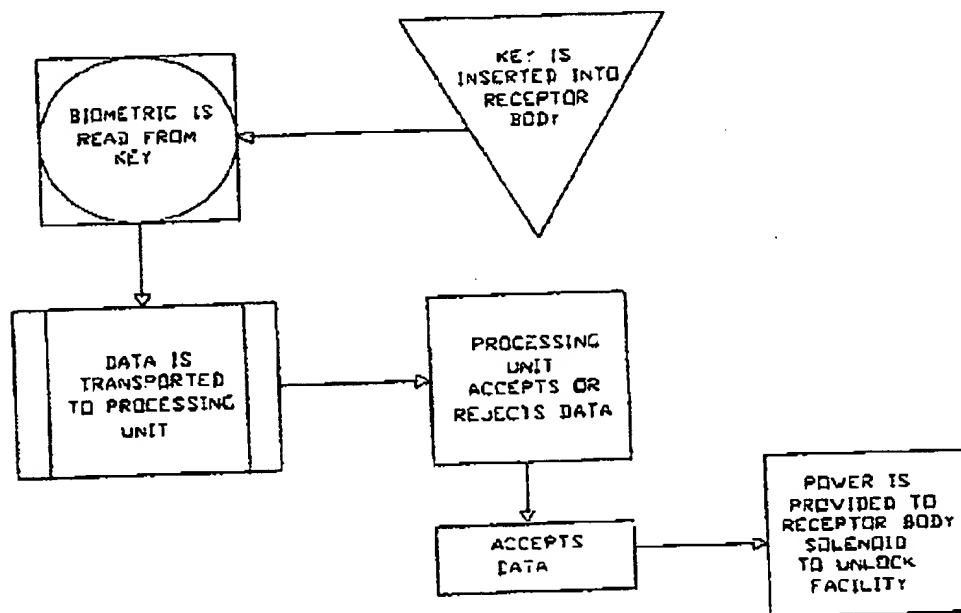 KEY IS
INSERTED INTO
RECEPTOR
BODY
BIOMETRIC IS
READ FROM
KEY
DATA IS
TRANSPORTED
TO PROCESSING
UNIT
PROCESSING
UNIT
ACCEPTS OR
REJECTS DATA
ACCEPTS
DATA
POWER IS
PROVIDED TO
RECEPTOR BODY
SOLENOID
TO UNLOCK
FACILITY